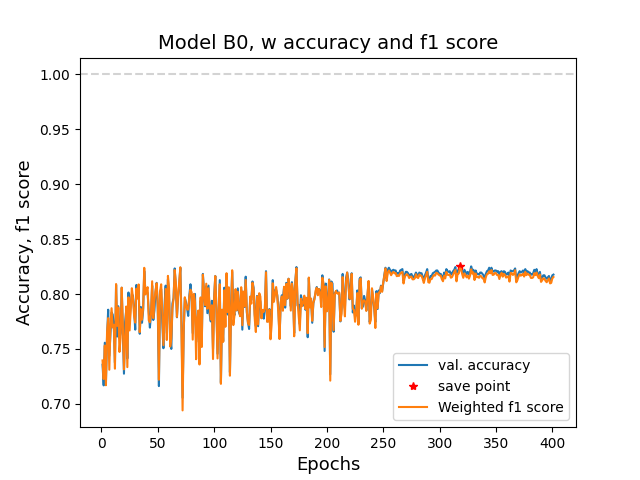 Model B0, w accuracy and f1 score
Accuracy, f1 score
1.00
0.95
0.90
0.85
0.80
0.75
0.70
val. accuracy
save point
Weighted f1 score
0 50 100 150 200 250 300 350 400
Epochs